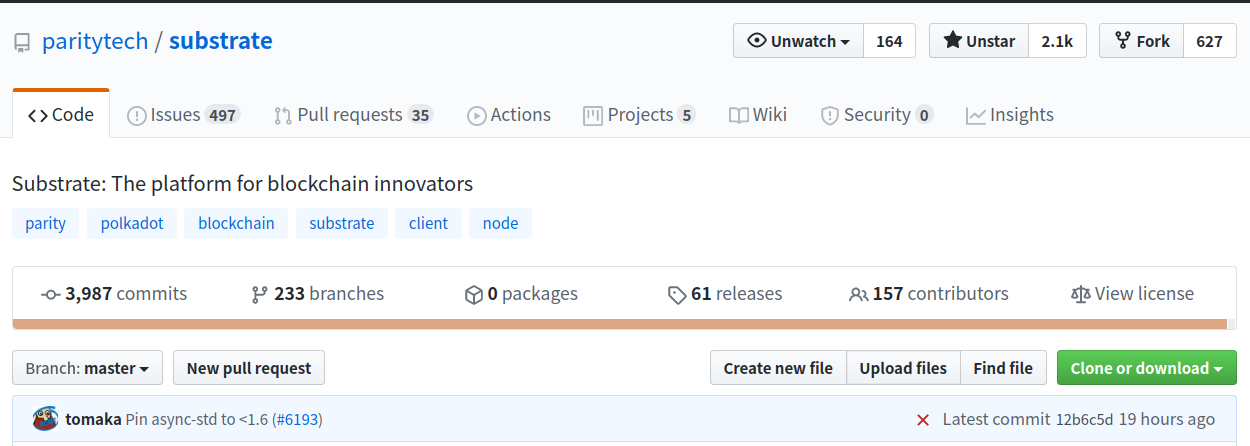 paritytech / substrate
Unwatch 164 Unstar 2.1k Fork 627
Code Issues 497 Pull requests 35 Actions Projects 5 Wiki Security 0 Insights
Substrate: The platform for blockchain innovators
parity polkadot blockchain substrate client node
3,987 commits 233 branches 0 packages 61 releases 157 contributors View license
Branch: master New pull request Create new file Upload files Find file Clone or download
tomaka Pin async-std to <1.6 (#6193) Latest commit 12b6c5d 19 hours ago